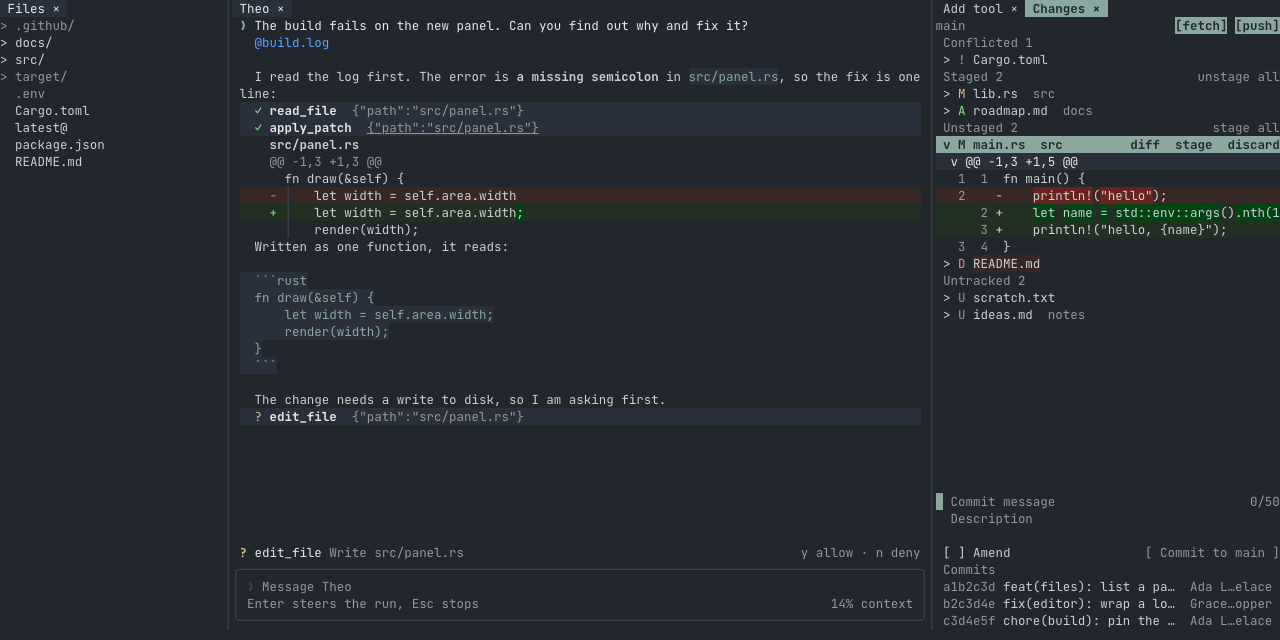 Files ×
> .github/
> docs/
> src/
> target/
.env
Cargo.toml
latest@
package.json
README.md
Theo ×
⟩ The build fails on the new panel. Can you find out why and fix it?
@build.log
I read the log first. The error is a missing semicolon in src/panel.rs, so the fix is one
line:
✓ read_file {"path":"src/panel.rs"}
✓ apply_patch {"path":"src/panel.rs"}
src/panel.rs
@@ -1,3 +1,3 @@
fn draw(&self) {
- let width = self.area.width
+ let width = self.area.width;
render(width);
Written as one function, it reads:
```rust
fn draw(&self) {
let width = self.area.width;
render(width);
}
```
The change needs a write to disk, so I am asking first.
? edit_file {"path":"src/panel.rs"}
? edit_file Write src/panel.rs y allow · n deny
⟩ Message Theo
Enter steers the run, Esc stops 14% context
Add tool × Changes ×
main [fetch] [push]
Conflicted 1
> ! Cargo.toml
Staged 2 unstage all
> M lib.rs src
> A roadmap.md docs
Unstaged 2 stage all
v M main.rs src diff stage discard
v @@ -1,3 +1,5 @@
1 1 fn main() {
2 - println!("hello");
2 + let name = std::env::args().nth(1
3 + println!("hello, {name}");
3 4 }
> D README.md
Untracked 2
> U scratch.txt
> U ideas.md notes
Commit message 0/50
Description
[ ] Amend [ Commit to main ]
Commits
a1b2c3d feat(files): list a pa… Ada L…elace
b2c3d4e fix(editor): wrap a lo… Grace…opper
c3d4e5f chore(build): pin the … Ada L…elace